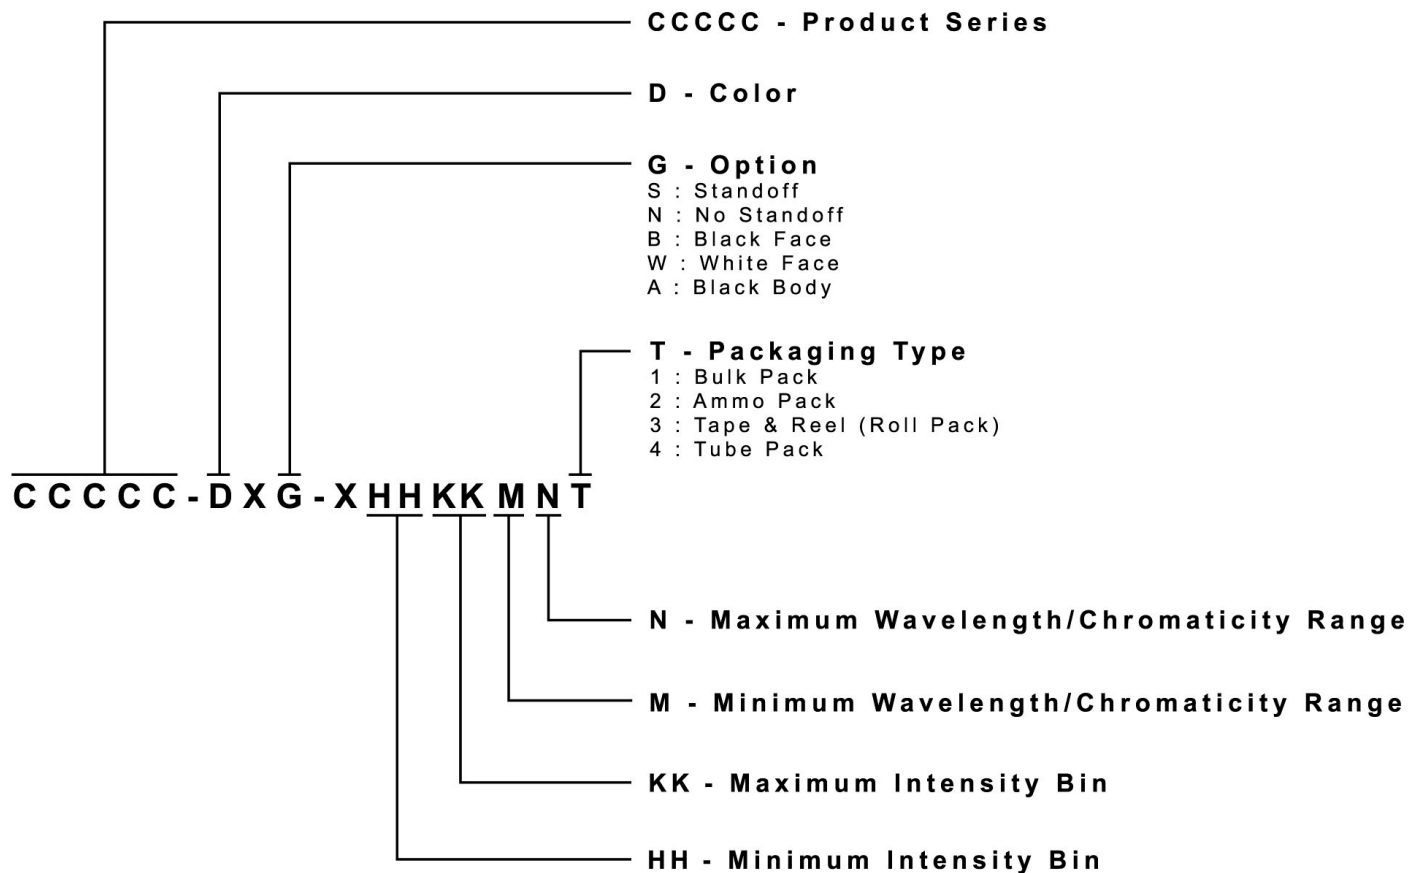 CCCCC - Product Series
D - Color
G - Option
S : Standoff
N : No Standoff
B : Black Face
W : White Face
A : Black Body
T - Packaging Type
1 : Bulk Pack
2 : Ammo Pack
3 : Tape & Reel (Roll Pack)
4 : Tube Pack
CCCCC-DXG-XHHKKMNT
N - Maximum Wavelength/Chromaticity Range
M - Minimum Wavelength/Chromaticity Range
KK - Maximum Intensity Bin
HH - Minimum Intensity Bin